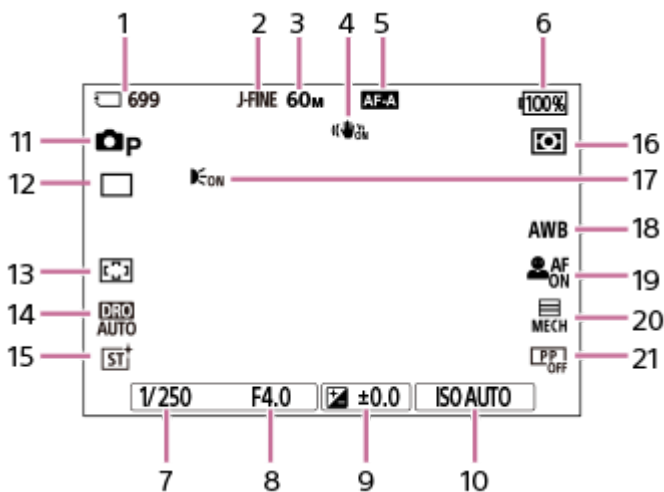 1 2 3 4 5 6
699 J-FINE 60M AF-A 100%
ON
11 P 16
12 ON 17
AWB 18
13 AF ON 19
14 DRO AUTO MECH 20
15 ST+ PP OFF 21
1/250 F4.0 ±0.0 ISO AUTO
7 8 9 10